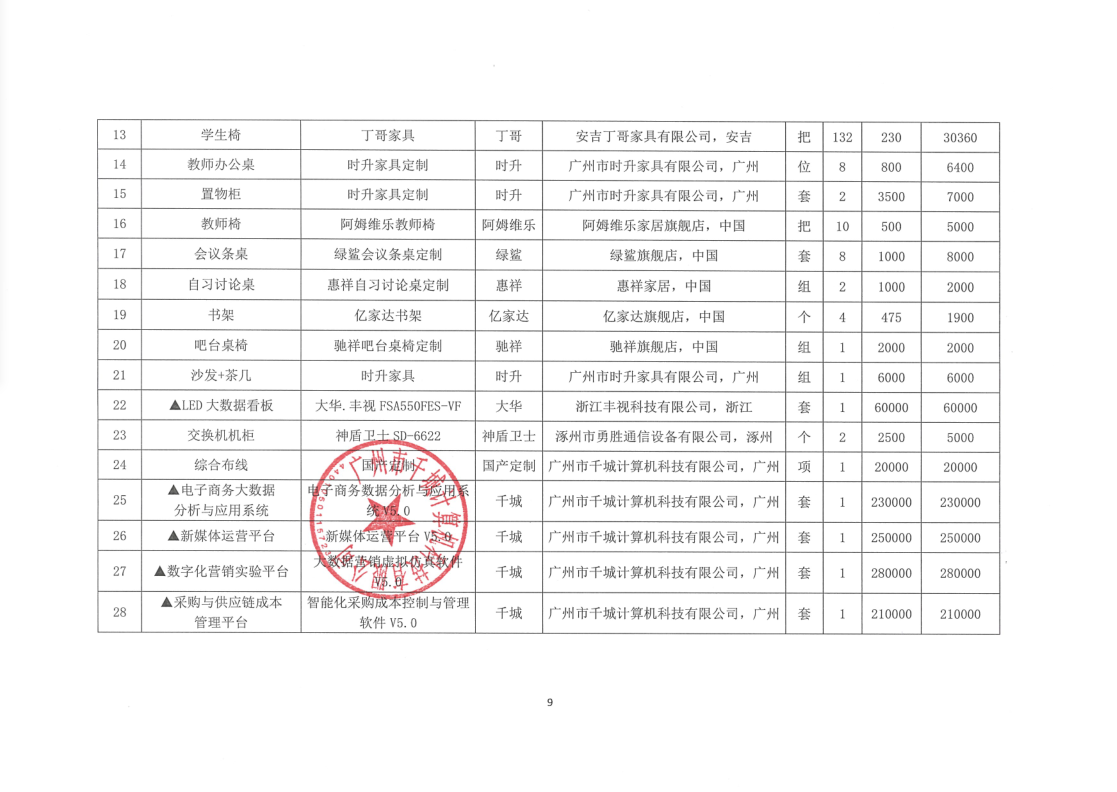 13 学生椅 丁哥家具 丁哥 安吉丁哥家具有限公司，安吉 把 132 230 30360
14 教师办公桌 时升家具定制 时升 广州市时升家具有限公司，广州 位 8 800 6400
15 置物柜 时升家具定制 时升 广州市时升家具有限公司，广州 套 2 3500 7000
16 教师椅 阿姆维乐教师椅 阿姆维乐 阿姆维乐家居旗舰店，中国 把 10 500 5000
17 会议条桌 绿鲨会议条桌定制 绿鲨 绿鲨旗舰店，中国 套 8 1000 8000
18 自习讨论桌 惠祥自习讨论桌定制 惠祥 惠祥家居，中国 组 2 1000 2000
19 书架 亿家达书架 亿家达 亿家达旗舰店，中国 个 4 475 1900
20 吧台桌椅 驰祥吧台桌椅定制 驰祥 驰祥旗舰店，中国 组 1 2000 2000
21 沙发+茶几 时升家具 时升 广州市时升家具有限公司，广州 组 1 6000 6000
22 ▲LED 大数据看板 大华.丰视 FSA550FES-VF 大华 浙江丰视科技有限公司，浙江 套 1 60000 60000
23 交换机机柜 神盾卫士 SD-6622 神盾卫士 涿州市勇胜通信设备有限公司，涿州 个 2 2500 5000
24 综合布线 国产定制 国产定制 广州市千城计算机科技有限公司，广州 项 1 20000 20000
25 ▲电子商务大数据
分析与应用系统 电子商务数据分析与应用系
统 V5.0 千城 广州市千城计算机科技有限公司，广州 套 1 230000 230000
26 ▲新媒体运营平台 新媒体运营平台 V5.0 千城 广州市千城计算机科技有限公司，广州 套 1 250000 250000
27 ▲数字化营销实验平台 大数据营销虚拟仿真软件
V5.0 千城 广州市千城计算机科技有限公司，广州 套 1 280000 280000
28 ▲采购与供应链成本
管理平台 智能化采购成本控制与管理
软件 V5.0 千城 广州市千城计算机科技有限公司，广州 套 1 210000 210000
广州市千城计算机科技有限公司
9